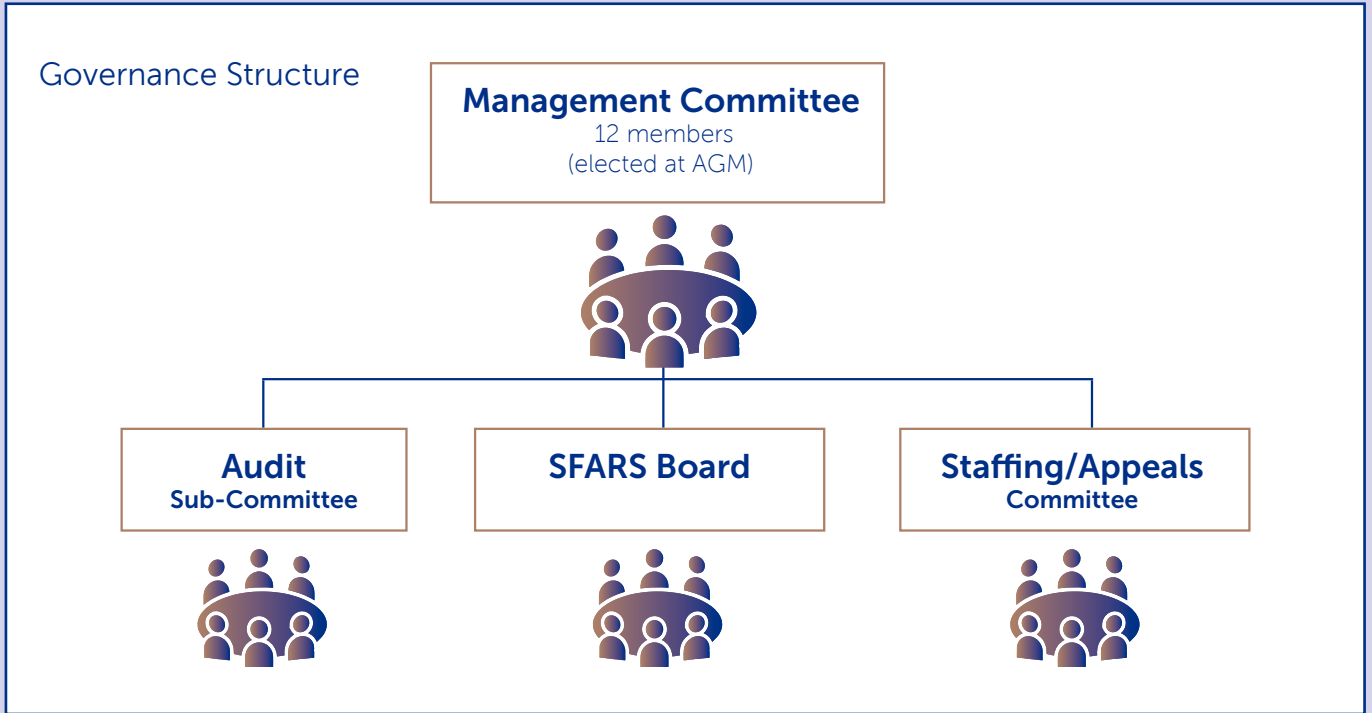 Governance Structure
Management Committee
12 members
(elected at AGM)
Audit
Sub-Committee
SFARS Board
Staffing/Appeals
Committee